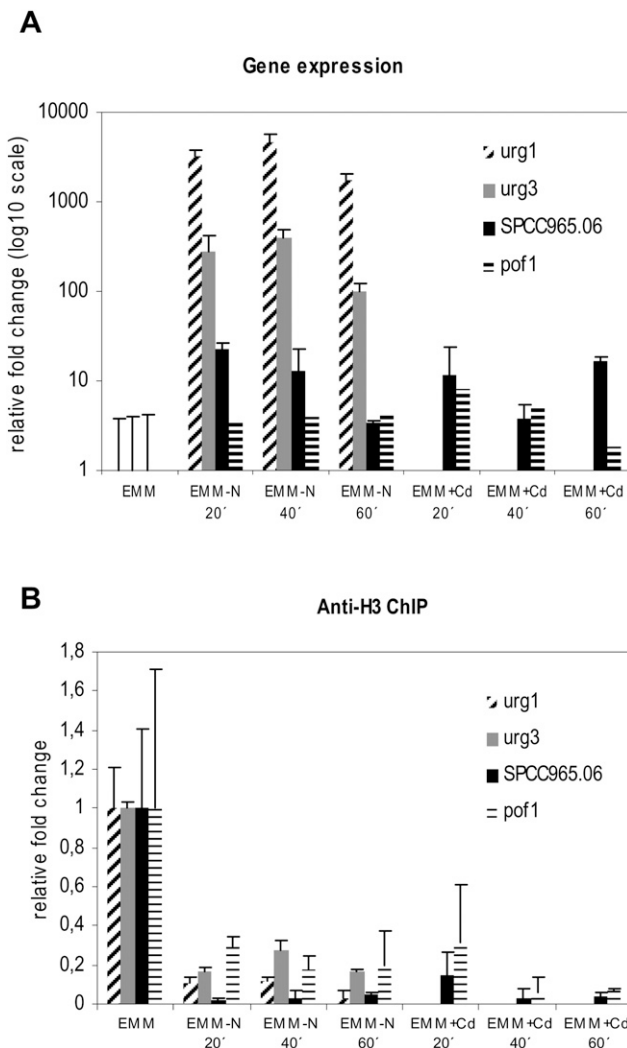 A
Gene expression
relative fold change (log10 scale)
10000
1000
100
10
1
urg1
urg3
SPCC965.06
pof1
EMM
EMM-N
20´
EMM-N
40´
EMM-N
60´
EMM+Cd
20´
EMM+Cd
40´
EMM+Cd
60´
B
Anti-H3 ChIP
relative fold change
1,8
1,6
1,4
1,2
1
0,8
0,6
0,4
0,2
0
urg1
urg3
SPCC965.06
pof1
EMM
EMM-N
20´
EMM-N
40´
EMM-N
60´
EMM+Cd
20´
EMM+Cd
40´
EMM+Cd
60´